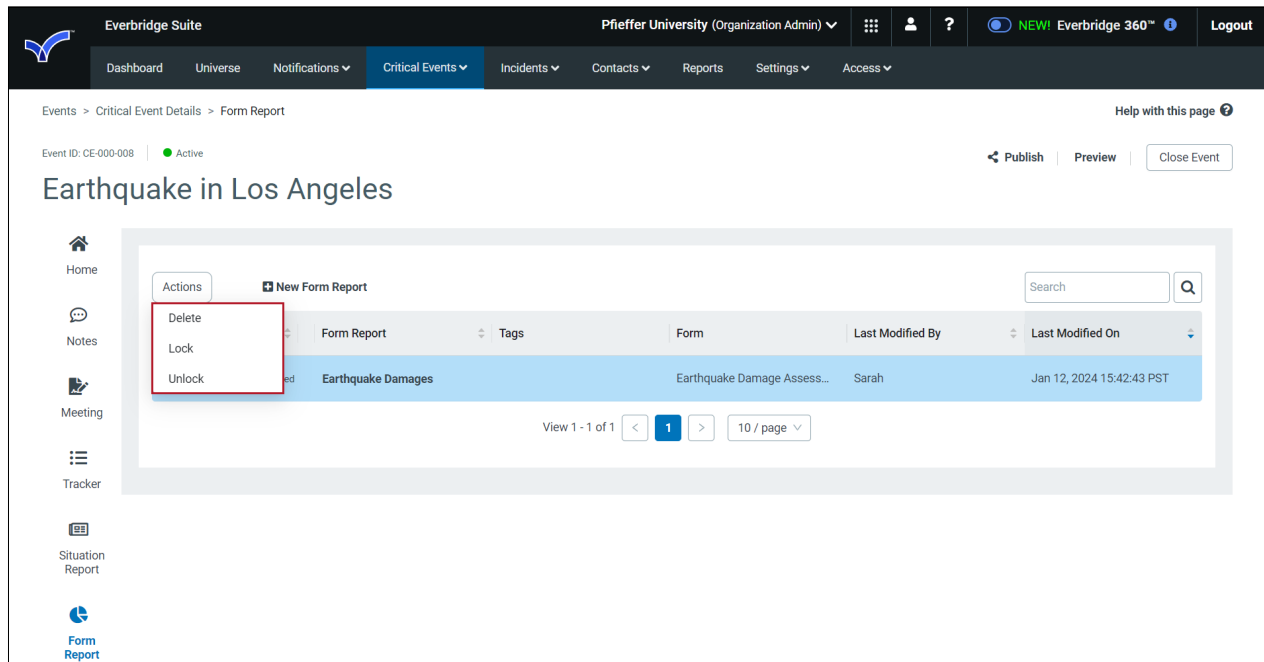 Everbridge Suite
Pfieffer University (Organization Admin)
?
NEW! Everbridge 360™
Logout
Dashboard
Universe
Notifications
Critical Events
Incidents
Contacts
Reports
Settings
Access
Events > Critical Event Details > Form Report
Help with this page
Event ID: CE-000-008
Active
Publish
Preview
Close Event
Earthquake in Los Angeles
Home
Notes
Meeting
Tracker
Situation
Report
Form
Report
Actions
New Form Report
Search
Delete
Lock
Unlock
Form Report
Tags
Form
Last Modified By
Last Modified On
ed
Earthquake Damages
Earthquake Damage Assess...
Sarah
Jan 12, 2024 15:42:43 PST
View 1 - 1 of 1
<
1
>
10 / page